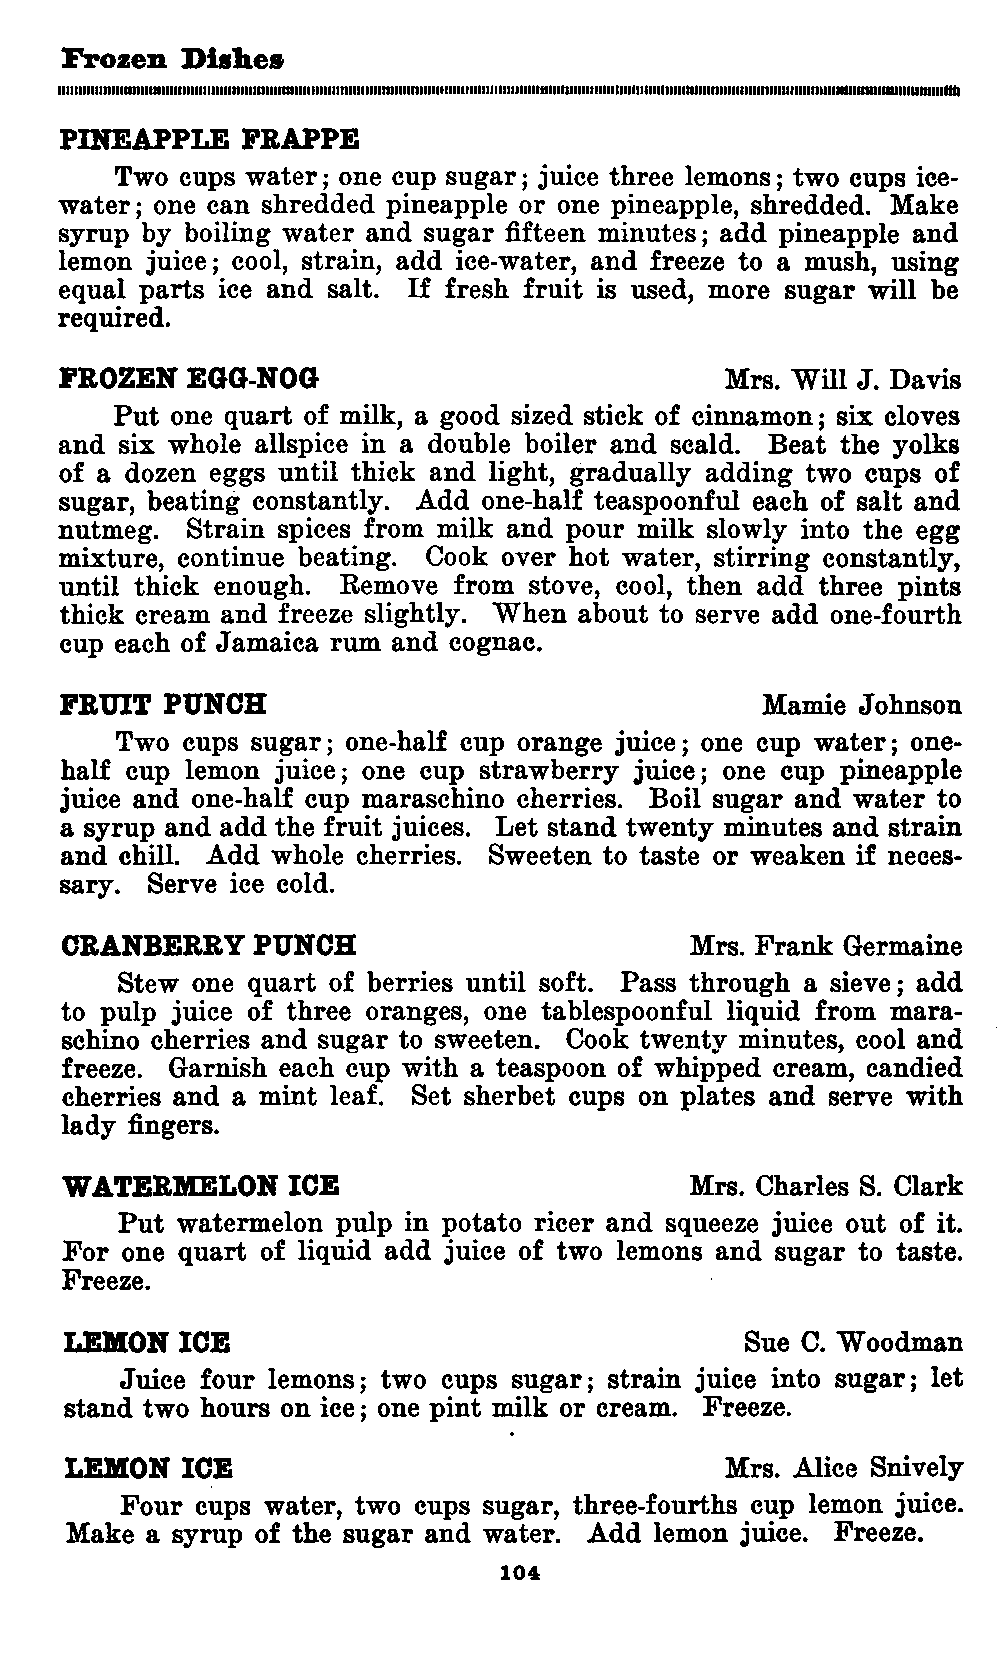 Frozen Dishes
PINEAPPLE FRAPPE
Two cups water; one cup sugar; juice three lemons; two cups ice-
water; one can shredded pineapple or one pineapple, shredded. Make
syrup by boiling water and sugar fifteen minutes; add pineapple and
lemon juice; cool, strain, add ice-water, and freeze to a mush, using
equal parts ice and salt. If fresh fruit is used, more sugar will be
required.
FROZEN EGG-NOG Mrs. Will J. Davis
Put one quart of milk, a good sized stick of cinnamon; six cloves
and six whole allspice in a double boiler and scald. Beat the yolks
of a dozen eggs until thick and light, gradually adding two cups of
sugar, beating constantly. Add one-half teaspoonful each of salt and
nutmeg. Strain spices from milk and pour milk slowly into the egg
mixture, continue beating. Cook over hot water, stirring constantly,
until thick enough. Remove from stove, cool, then add three pints
thick cream and freeze slightly. When about to serve add one-fourth
cup each of Jamaica rum and cognac.
FRUIT PUNCH Mamie Johnson
Two cups sugar; one-half cup orange juice; one cup water; one-
half cup lemon juice; one cup strawberry juice; one cup pineapple
juice and one-half cup maraschino cherries. Boil sugar and water to
a syrup and add the fruit juices. Let stand twenty minutes and strain
and chill. Add whole cherries. Sweeten to taste or weaken if neces-
sary. Serve ice cold.
CRANBERRY PUNCH Mrs. Frank Germaine
Stew one quart of berries until soft. Pass through a sieve; add
to pulp juice of three oranges, one tablespoonful liquid from mara-
schino cherries and sugar to sweeten. Cook twenty minutes, cool and
freeze. Garnish each cup with a teaspoon of whipped cream, candied
cherries and a mint leaf. Set sherbet cups on plates and serve with
lady fingers.
WATERMELON ICE Mrs. Charles S. Clark
Put watermelon pulp in potato ricer and squeeze juice out of it.
For one quart of liquid add juice of two lemons and sugar to taste.
Freeze.
LEMON ICE Sue C. Woodman
Juice four lemons; two cups sugar; strain juice into sugar; let
stand two hours on ice; one pint milk or cream. Freeze.
LEMON ICE Mrs. Alice Snively
Four cups water, two cups sugar, three-fourths cup lemon juice.
Make a syrup of the sugar and water. Add lemon juice. Freeze.
104